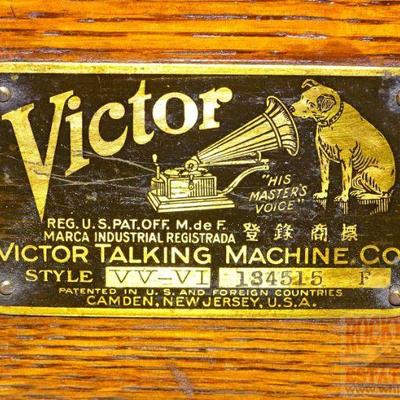 Victor
"HIS
MASTER'S
VOICE"
REG. U.S. PAT. OFF. M. de F.
MARCA INDUSTRIAL REGISTRADA 登錄商標
VICTOR TALKING MACHINE CO.
STYLE VV-VI 134515 F
PATENTED IN U.S. AND FOREIGN COUNTRIES
CAMDEN, NEW JERSEY, U.S.A.